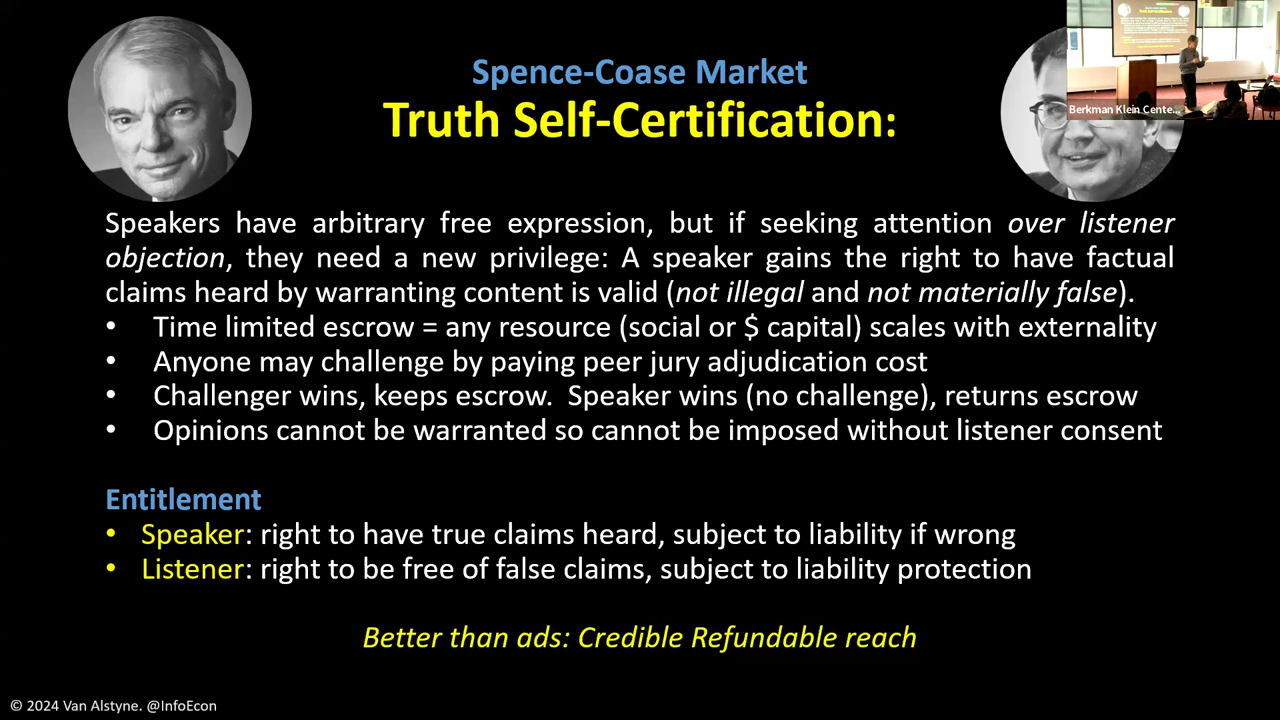 Spence-Coase Market
Truth Self-Certification:
Berkman Klein Cente...
Speakers have arbitrary free expression, but if seeking attention over listener
objection, they need a new privilege: A speaker gains the right to have factual
claims heard by warranting content is valid (not illegal and not materially false).
• Time limited escrow = any resource (social or $ capital) scales with externality
• Anyone may challenge by paying peer jury adjudication cost
• Challenger wins, keeps escrow.  Speaker wins (no challenge), returns escrow
• Opinions cannot be warranted so cannot be imposed without listener consent
Entitlement
• Speaker: right to have true claims heard, subject to liability if wrong
• Listener: right to be free of false claims, subject to liability protection
Better than ads: Credible Refundable reach
© 2024 Van Alstyne. @InfoEcon